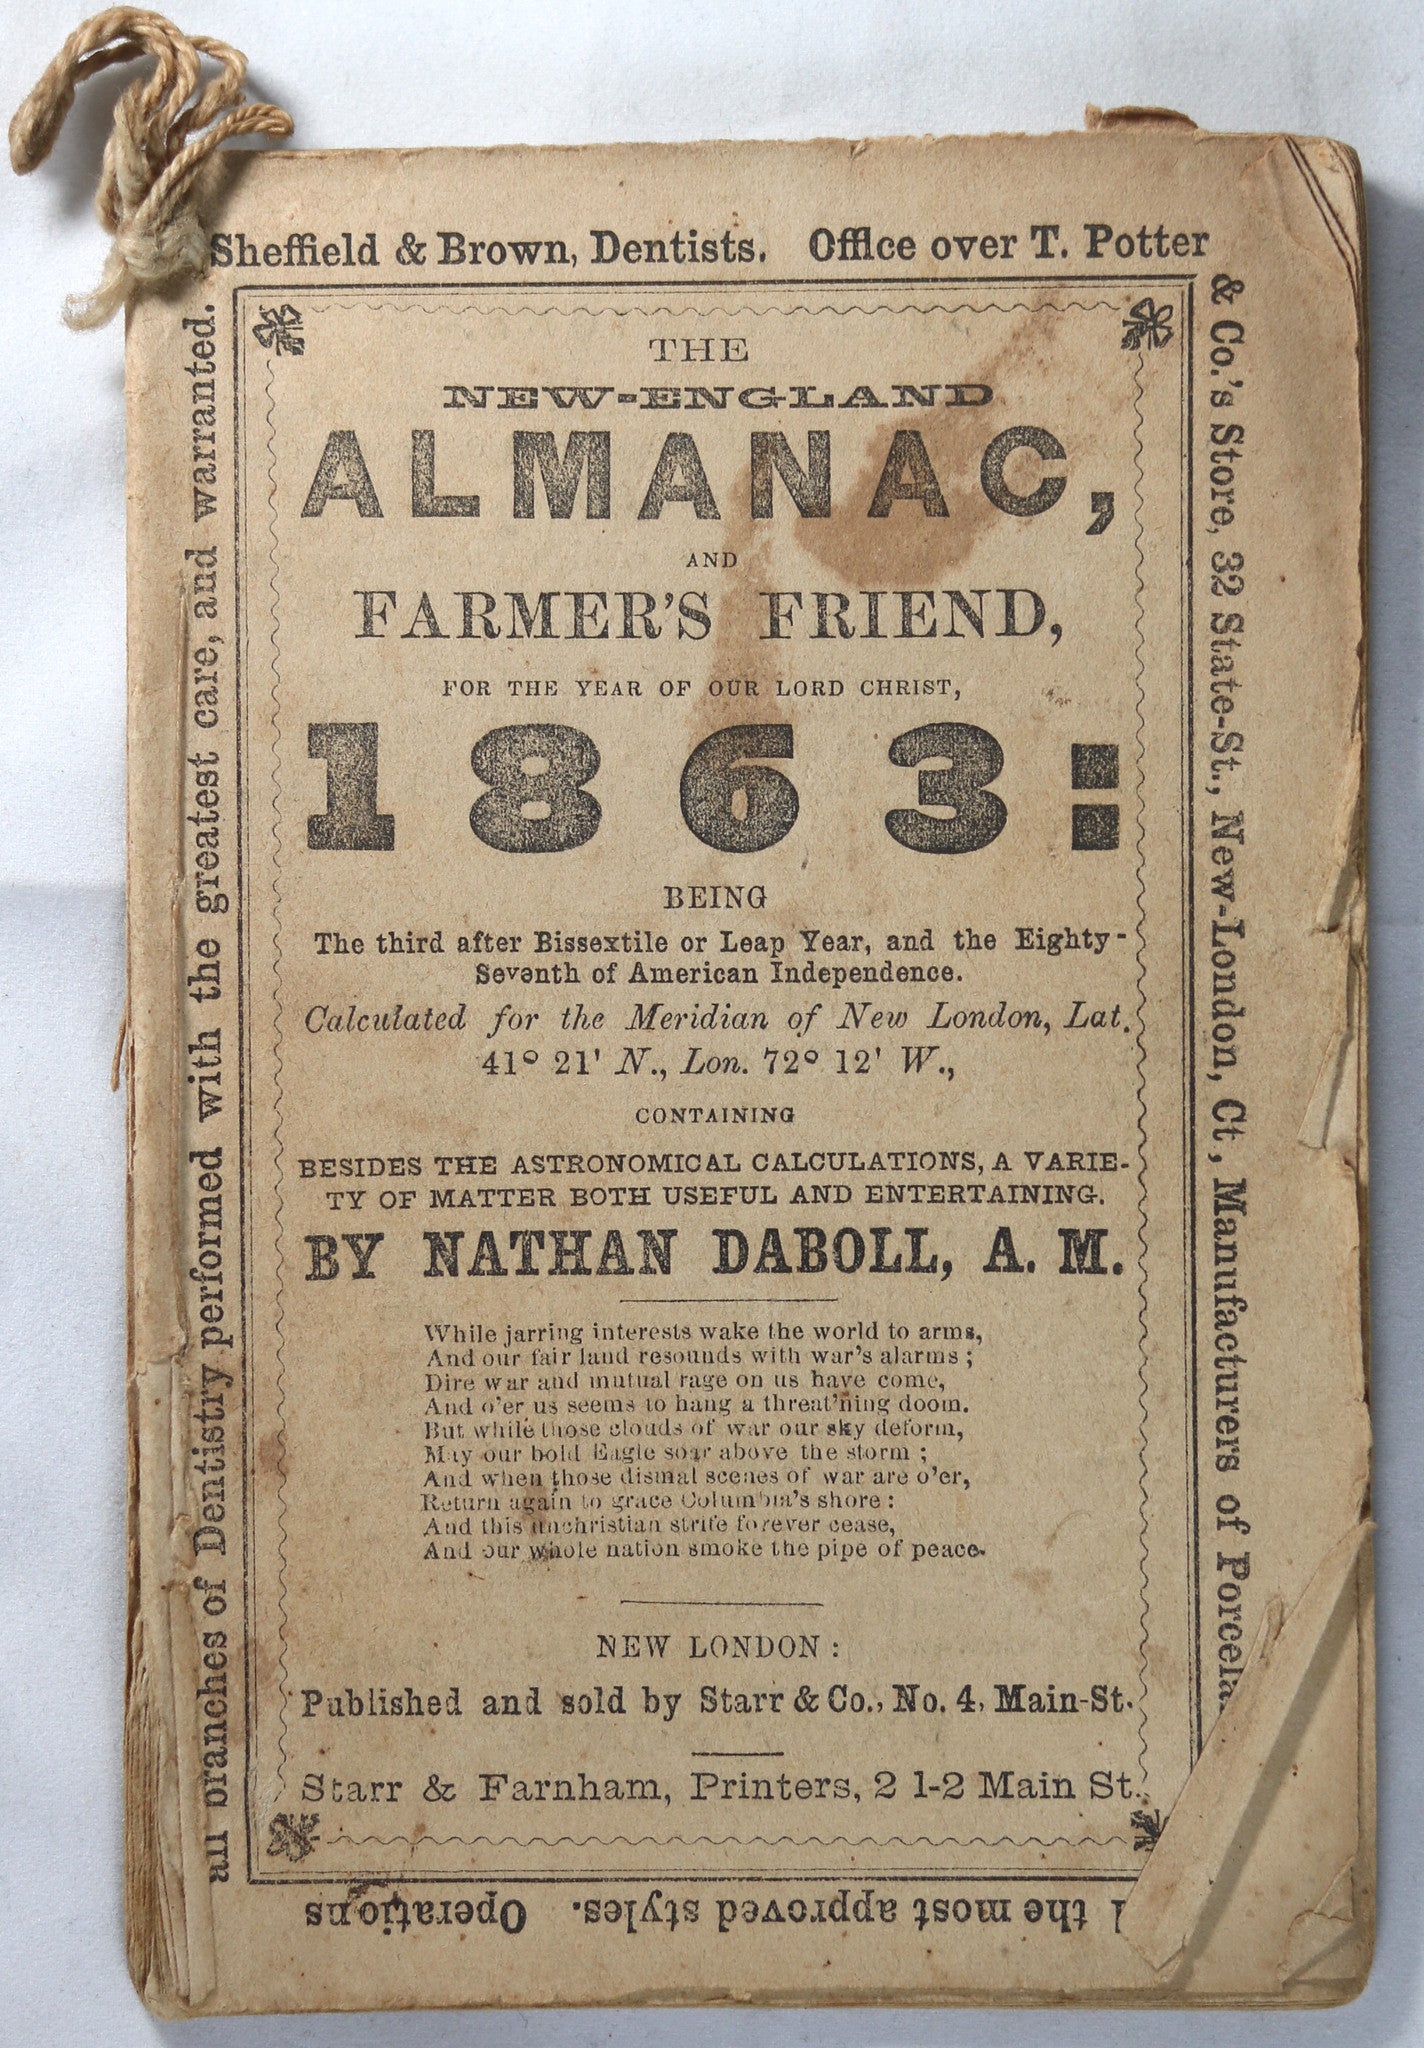 Sheffield & Brown, Dentists. Office over T. Potter
& Co.'s Store, 32 State-St., New-London, Ct, Manufacturers of
the most approved styles. Operations
all branches of Dentistry performed with the greatest care, and warranted.
THE
NEW-ENGLAND
ALMANAC,
AND
FARMER'S FRIEND,
FOR THE YEAR OF OUR LORD CHRIST,
1863:
BEING
The third after Bissextile or Leap Year, and the Eighty-
Seventh of American Independence.
Calculated for the Meridian of New London, Lat.
41° 21' N., Lon. 72° 12' W.,
CONTAINING
BESIDES THE ASTRONOMICAL CALCULATIONS, A VARIE-
TY OF MATTER BOTH USEFUL AND ENTERTAINING.
BY NATHAN DABOLL, A. M.
While jarring interests wake the world to arms,
And our fair land resounds with war's alarms;
Dire war and mutual rage on us have come,
And o'er us seems to hang a threat'ning doom.
But while those clouds of war our sky deform,
May our bold Eagle soar above the storm;
And when those dismal scenes of war are o'er,
Return again to grace Columbia's shore:
And this unchristian strife forever cease,
And our whole nation smoke the pipe of peace.
NEW LONDON:
Published and sold by Starr & Co., No. 4, Main-St.
Starr & Farnham, Printers, 2 1-2 Main St.